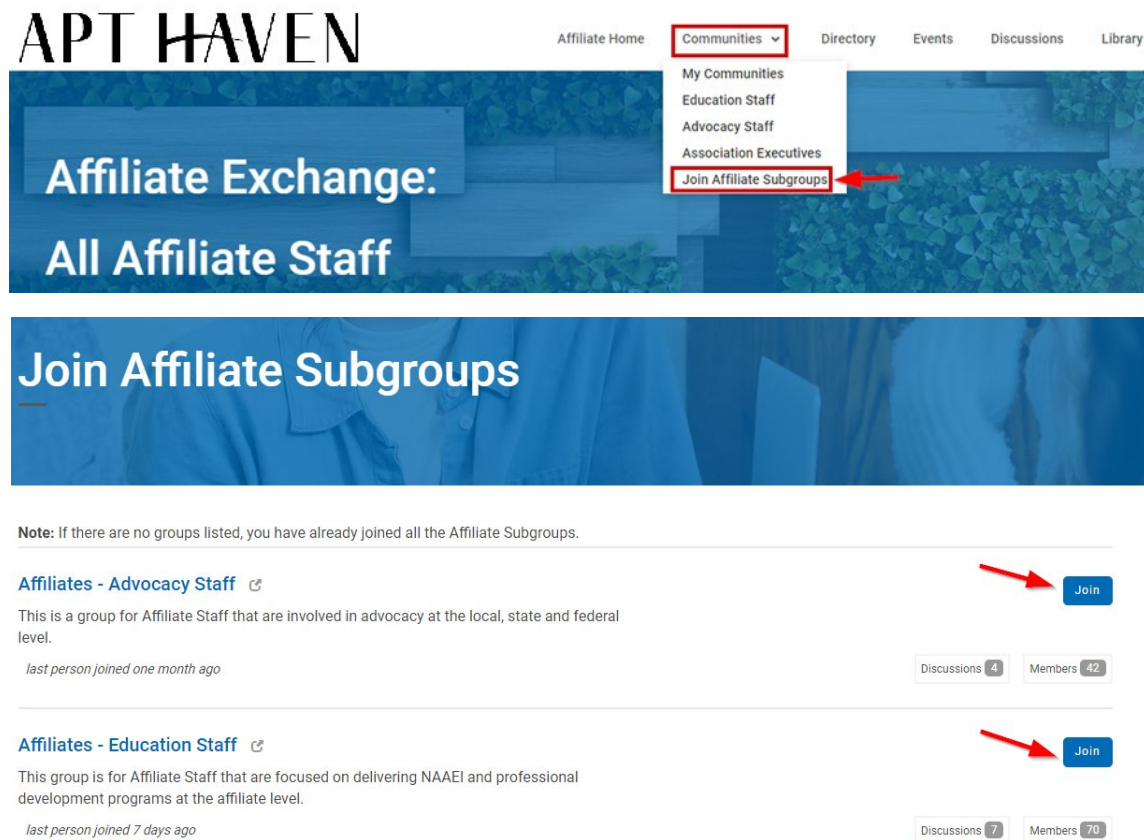 APT HAVEN
Affiliate Home Communities Directory Events Discussions Library
My Communities
Education Staff
Advocacy Staff
Association Executives
Join Affiliate Subgroups
Affiliate Exchange:
All Affiliate Staff
Join Affiliate Subgroups
Note: If there are no groups listed, you have already joined all the Affiliate Subgroups.
Affiliates - Advocacy Staff
Join
This is a group for Affiliate Staff that are involved in advocacy at the local, state and federal
level.
last person joined one month ago
Discussions 4 Members 42
Affiliates - Education Staff
Join
This group is for Affiliate Staff that are focused on delivering NAAEI and professional
development programs at the affiliate level.
last person joined 7 days ago
Discussions 7 Members 70